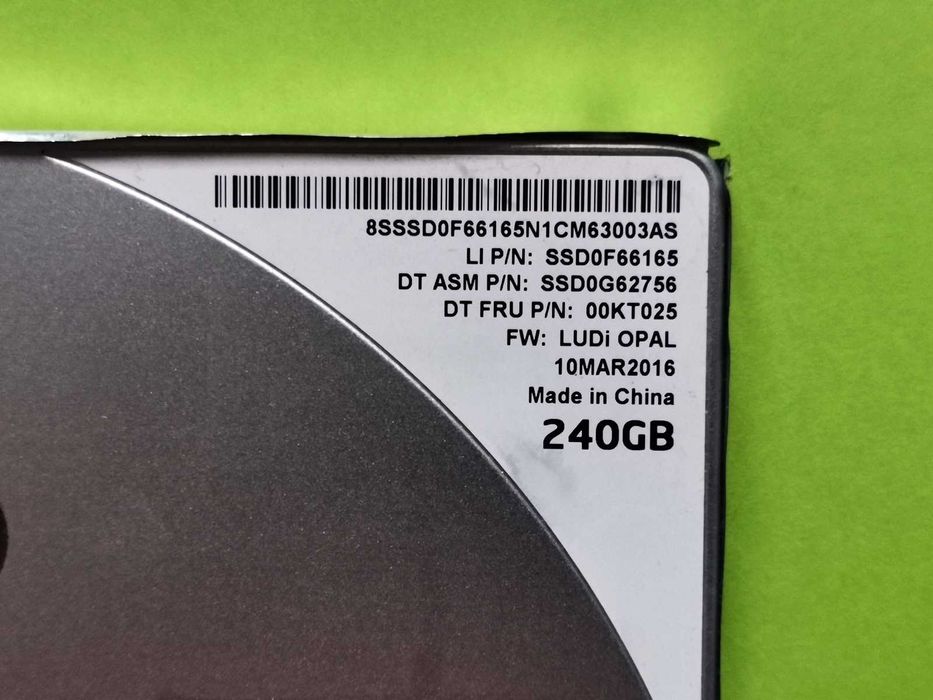 8SSSD0F66165N1CM63003AS
LI P/N: SSD0F66165
DT ASM P/N: SSD0G62756
DT FRU P/N: 00KT025
FW: LUDi OPAL
10MAR2016
Made in China
240GB